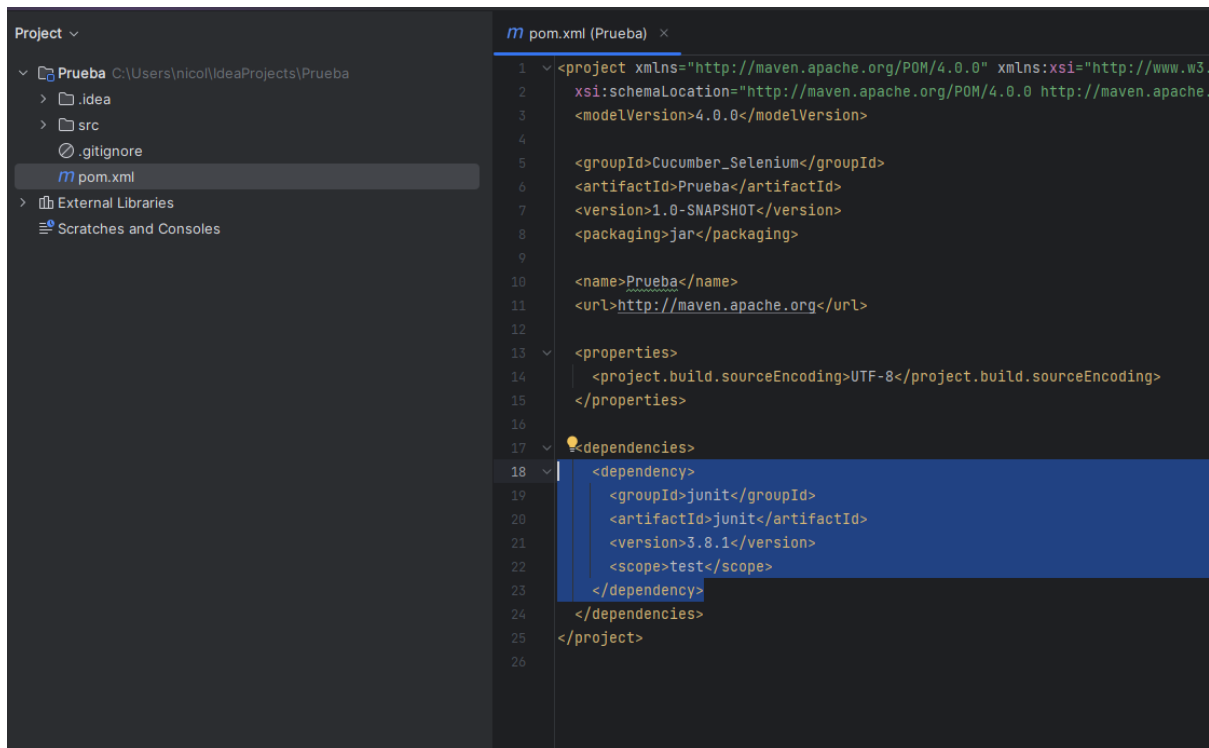 Project
Prueba C:\Users\nicol\IdeaProjects\Prueba
.idea
src
.gitignore
pom.xml
External Libraries
Scratches and Consoles
pom.xml (Prueba)
1 <project xmlns="http://maven.apache.org/POM/4.0.0" xmlns:xsi="http://www.w3.
2 xsi:schemaLocation="http://maven.apache.org/POM/4.0.0 http://maven.apache.
3 <modelVersion>4.0.0</modelVersion>
4
5 <groupId>Cucumber_Selenium</groupId>
6 <artifactId>Prueba</artifactId>
7 <version>1.0-SNAPSHOT</version>
8 <packaging>jar</packaging>
9
10 <name>Prueba</name>
11 <url>http://maven.apache.org</url>
12
13 <properties>
14 <project.build.sourceEncoding>UTF-8</project.build.sourceEncoding>
15 </properties>
16
17 <dependencies>
18 <dependency>
19 <groupId>junit</groupId>
20 <artifactId>junit</artifactId>
21 <version>3.8.1</version>
22 <scope>test</scope>
23 </dependency>
24 </dependencies>
25 </project>
26